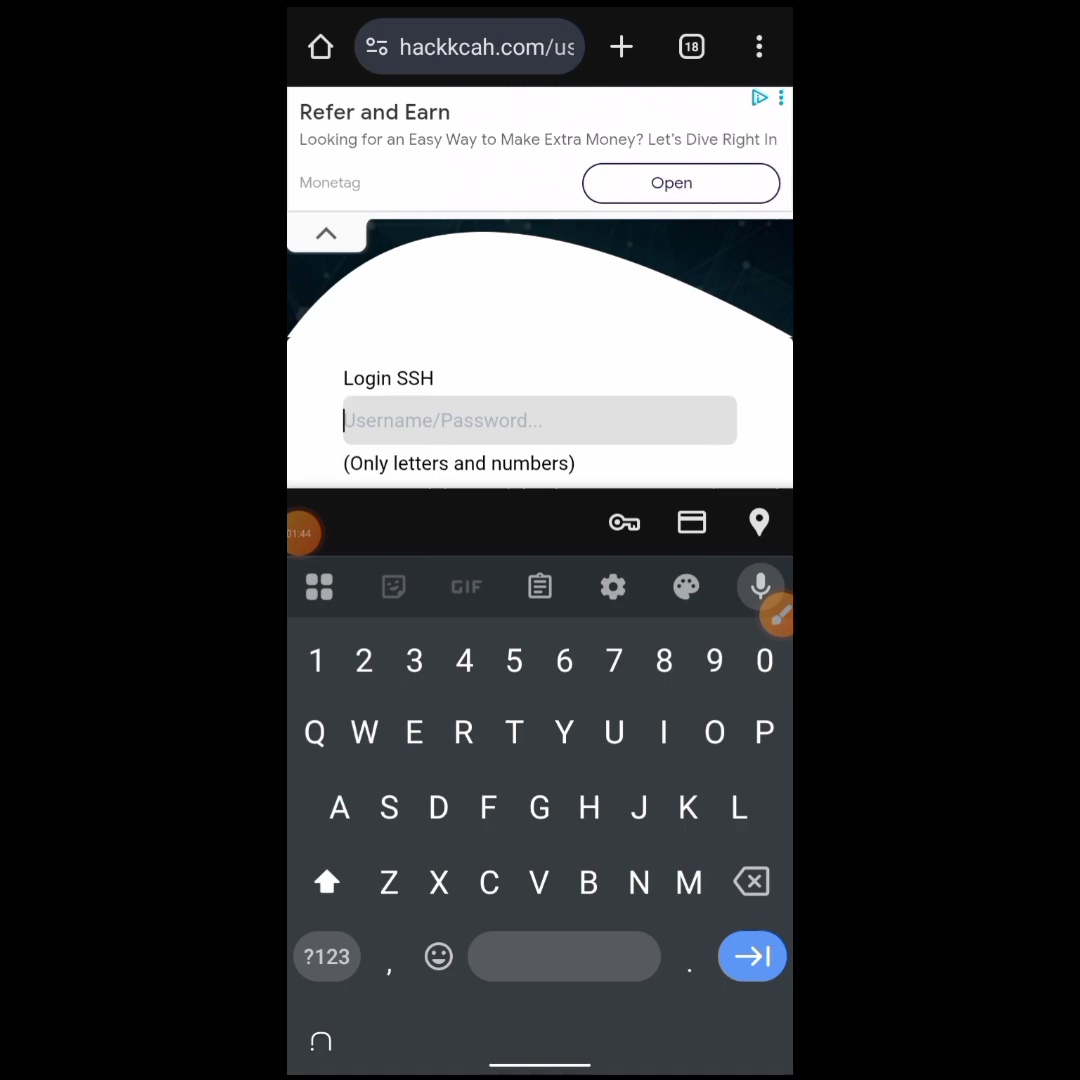 hackkcah.com/us
18
Refer and Earn
Looking for an Easy Way to Make Extra Money? Let's Dive Right In
Monetag
Open
Login SSH
Username/Password...
(Only letters and numbers)
01:44
GIF
1 2 3 4 5 6 7 8 9 0
Q W E R T Y U I O P
A S D F G H J K L
Z X C V B N M
?123 , .